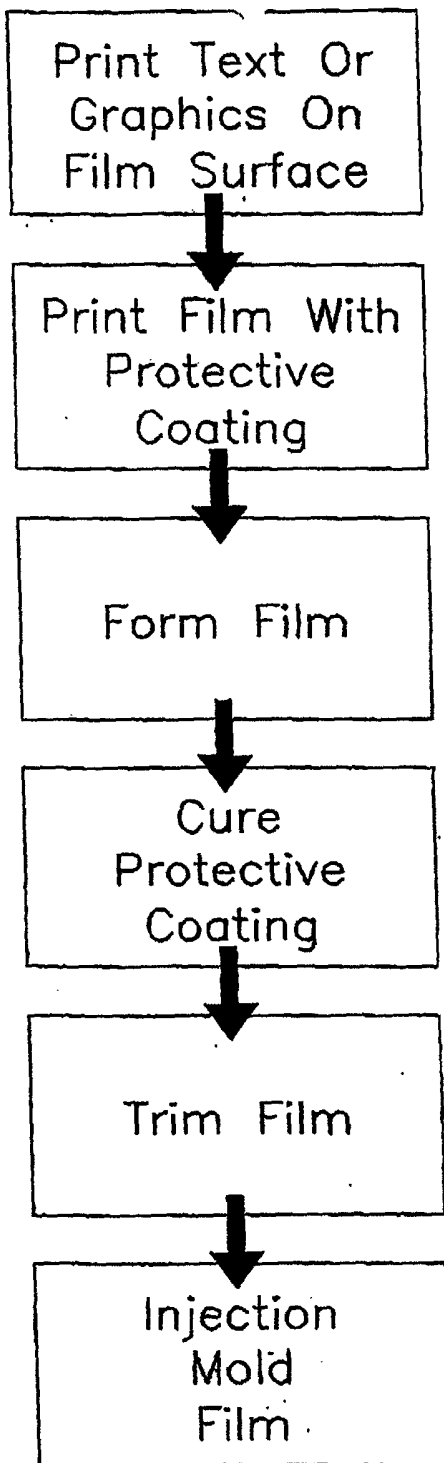 Print Text Or
Graphics On
Film Surface
Print Film With
Protective
Coating
Form Film
Cure
Protective
Coating
Trim Film
Injection
Mold
Film